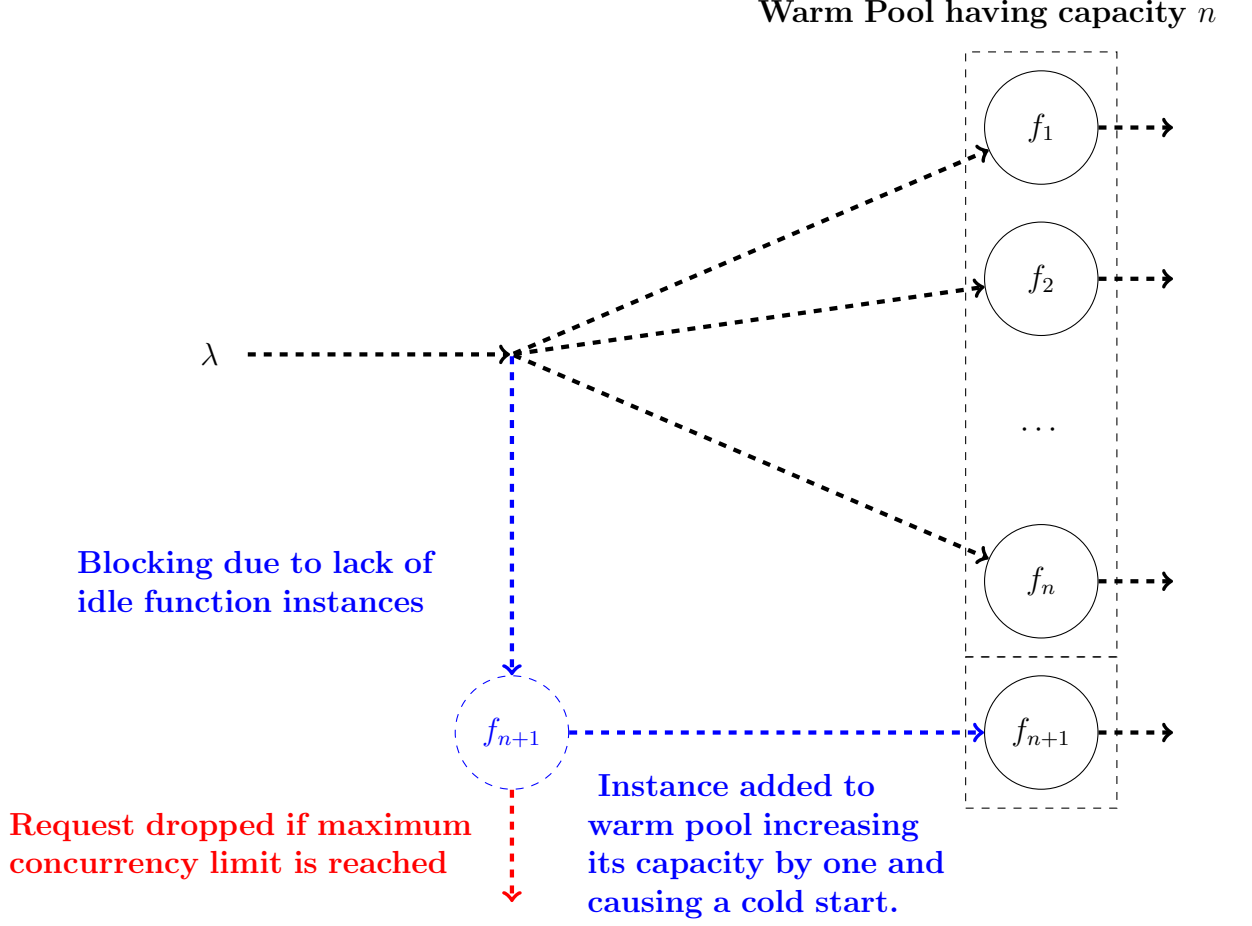 Warm Pool having capacity n
f₁
f₂
λ
...
Blocking due to lack of
idle function instances
fₙ
fₙ₊₁
fₙ₊₁
Instance added to
warm pool increasing
its capacity by one and
causing a cold start.
Request dropped if maximum
concurrency limit is reached